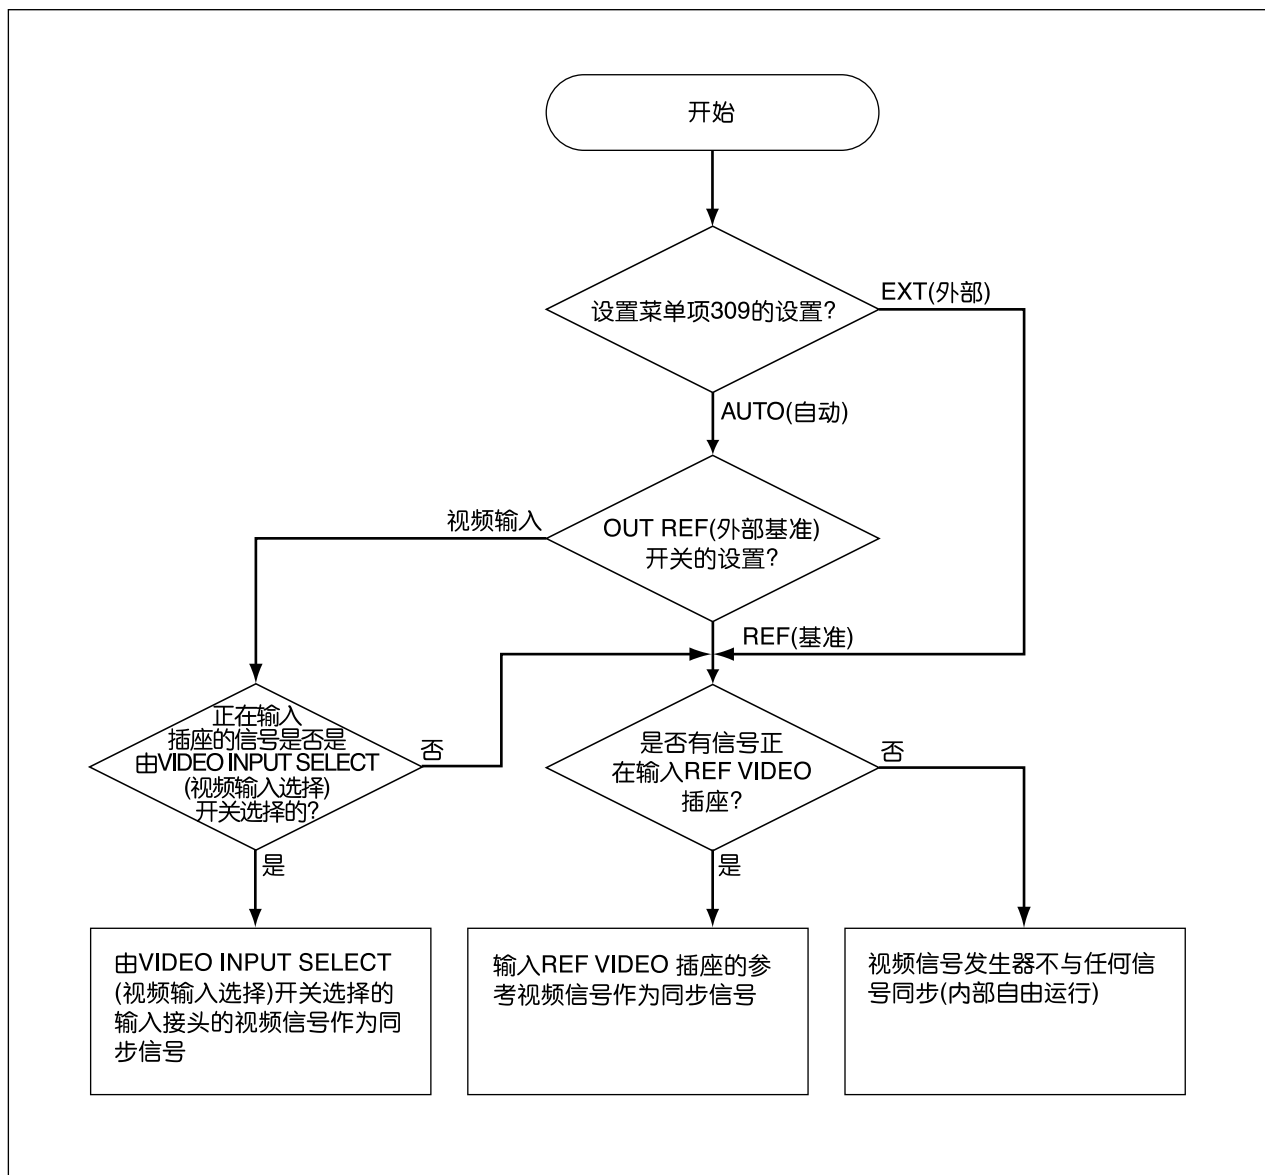 开始
设置菜单项309的设置?
EXT(外部)
AUTO(自动)
视频输入
OUT REF(外部基准)
开关的设置?
REF(基准)
正在输入
插座的信号是否是
由VIDEO INPUT SELECT
(视频输入选择)
开关选择的?
否
是否有信号正
在输入REF VIDEO
插座?
否
是
是
由VIDEO INPUT SELECT
(视频输入选择)开关选择的
输入接头的视频信号作为同
步信号
输入REF VIDEO 插座的参
考视频信号作为同步信号
视频信号发生器不与任何信
号同步(内部自由运行)